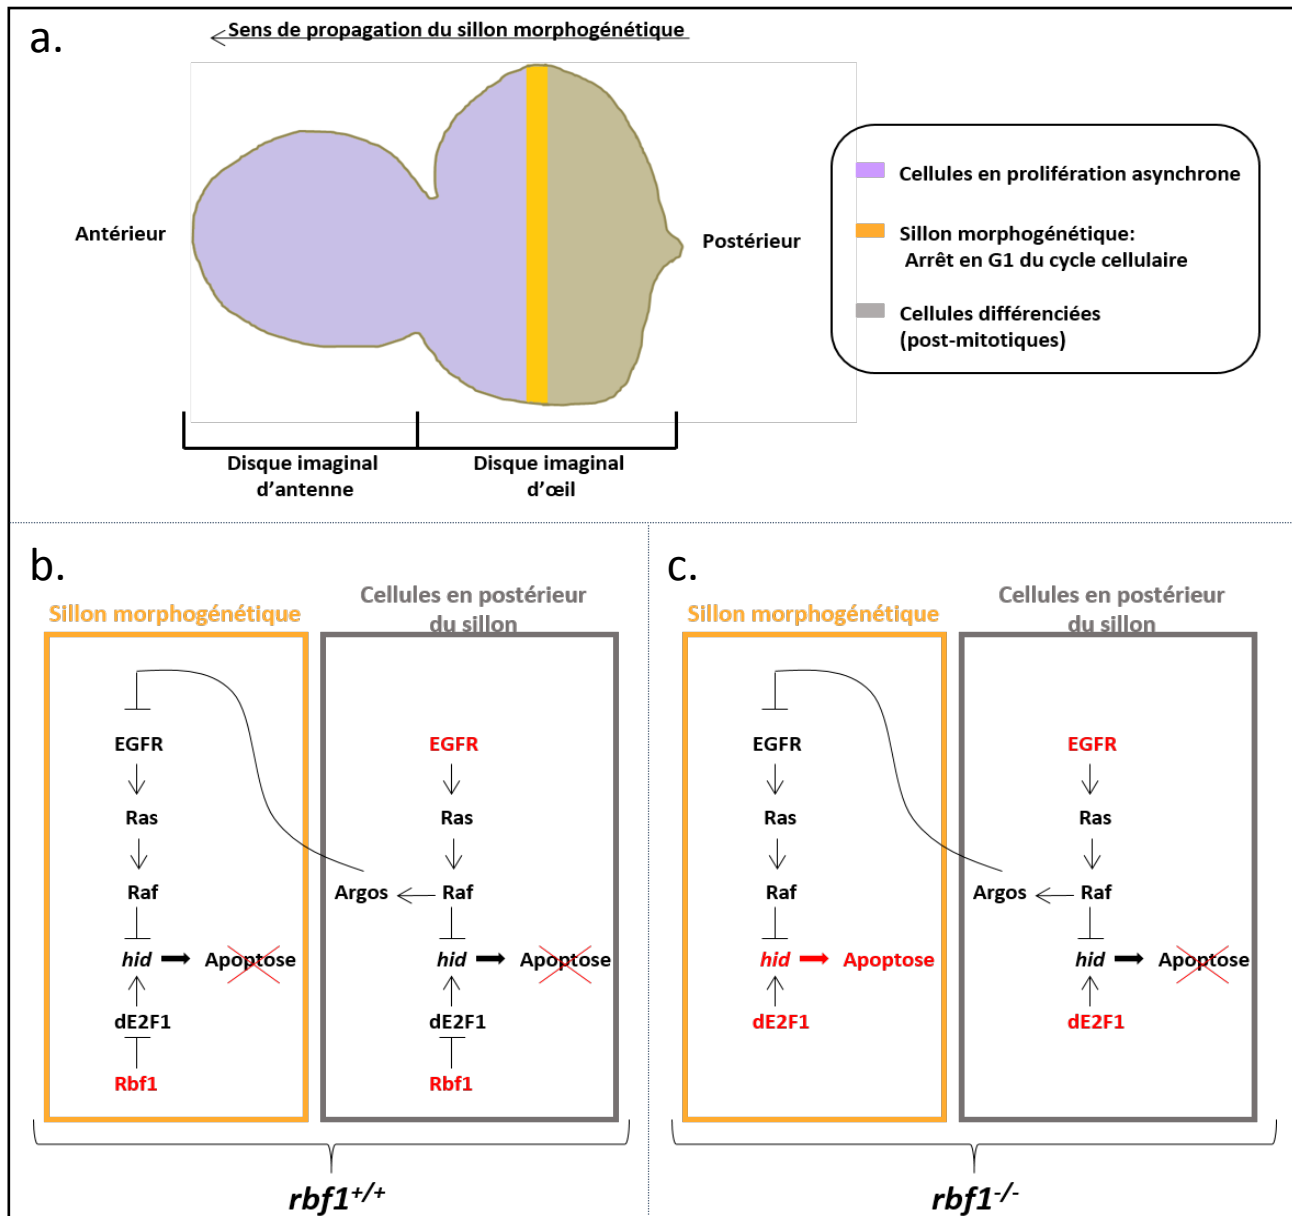 a.
Sens de propagation du sillon morphogénétique
Antérieur
Postérieur
Cellules en prolifération asynchrone
Sillon morphogénétique:
Arrêt en G1 du cycle cellulaire
Cellules différenciées
(post-mitotiques)
Disque imaginal
d'antenne
Disque imaginal
d'œil
b.
Sillon morphogénétique
Cellules en postérieur
du sillon
EGFR
Ras
Raf
hid
Apoptose
dE2F1
Rbf1
EGFR
Ras
Argos
Raf
hid
Apoptose
dE2F1
Rbf1
rbf1+/+
c.
Sillon morphogénétique
Cellules en postérieur
du sillon
EGFR
Ras
Raf
hid
Apoptose
dE2F1
EGFR
Ras
Argos
Raf
hid
Apoptose
dE2F1
rbf1-/-